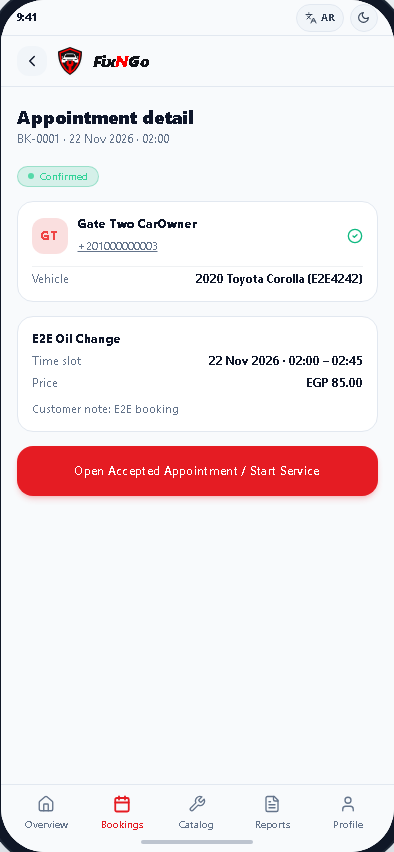 9:41
AR
FixNGo
Appointment detail
BK-0001 · 22 Nov 2026 · 02:00
Confirmed
GT
Gate Two CarOwner
+201000000003
Vehicle 2020 Toyota Corolla (E2E4242)
E2E Oil Change
Time slot 22 Nov 2026 · 02:00 – 02:45
Price EGP 85.00
Customer note: E2E booking
Open Accepted Appointment / Start Service
Overview Bookings Catalog Reports Profile